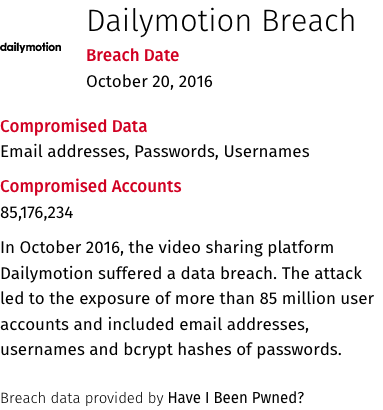 Dailymotion Breach
dailymotion
Breach Date
October 20, 2016
Compromised Data
Email addresses, Passwords, Usernames
Compromised Accounts
85,176,234
In October 2016, the video sharing platform
Dailymotion suffered a data breach. The attack
led to the exposure of more than 85 million user
accounts and included email addresses,
usernames and bcrypt hashes of passwords.
Breach data provided by Have I Been Pwned?